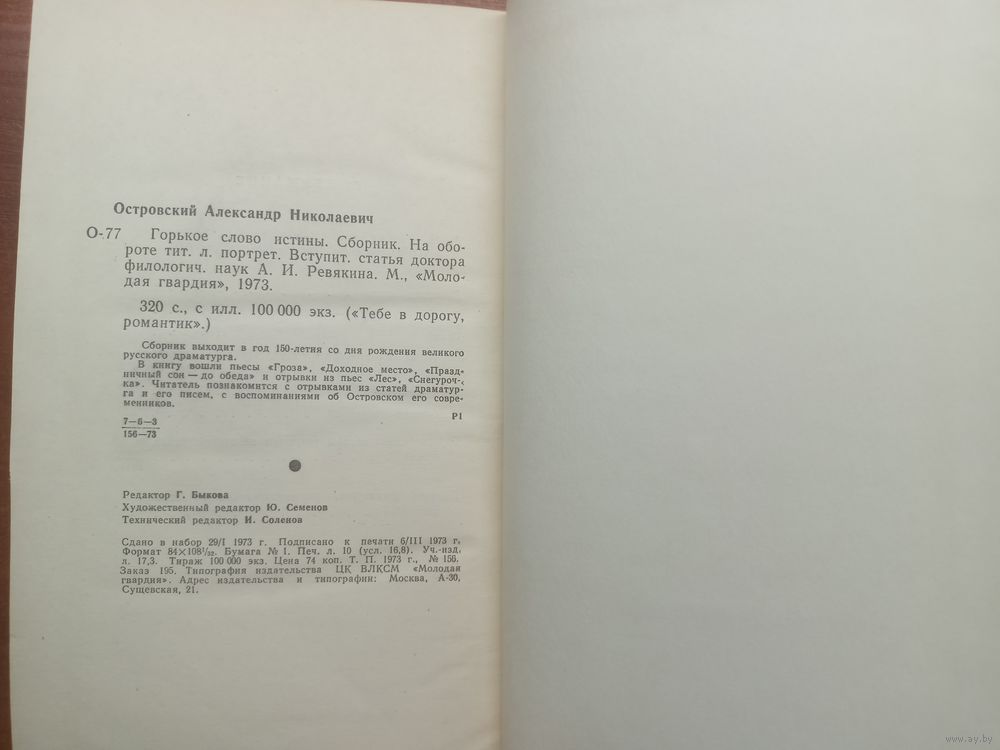 Островский Александр Николаевич
О-77 Горькое слово истины. Сборник. На обо-
роте тит. л. портрет. Вступит. статья доктора
филологич. наук А. И. Ревякина. М., «Моло-
дая гвардия», 1973.
320 с., с илл. 100 000 экз. («Тебе в дорогу,
романтик».)
Сборник выходит в год 150-летия со дня рождения великого
русского драматурга.
В книгу вошли пьесы «Гроза», «Доходное место», «Празд-
ничный сон — до обеда» и отрывки из пьес «Лес», «Снегуроч-
ка». Читатель познакомится с отрывками из статей драматур-
га и его писем, с воспоминаниями об Островском его совре-
менников.
7—6—3
156—73
Р1
Редактор Г. Быкова
Художественный редактор Ю. Семенов
Технический редактор И. Соленов
Сдано в набор 29/I 1973 г. Подписано к печати 6/III 1973 г.
Формат 84×108¹/₃₂. Бумага № 1. Печ. л. 10 (усл. 16,8). Уч.-изд.
л. 17,3. Тираж 100 000 экз. Цена 74 коп. Т. П. 1973 г., № 156.
Заказ 195. Типография издательства ЦК ВЛКСМ «Молодая
гвардия». Адрес издательства и типографии: Москва, А-30,
Сущевская, 21.
www.ay.by